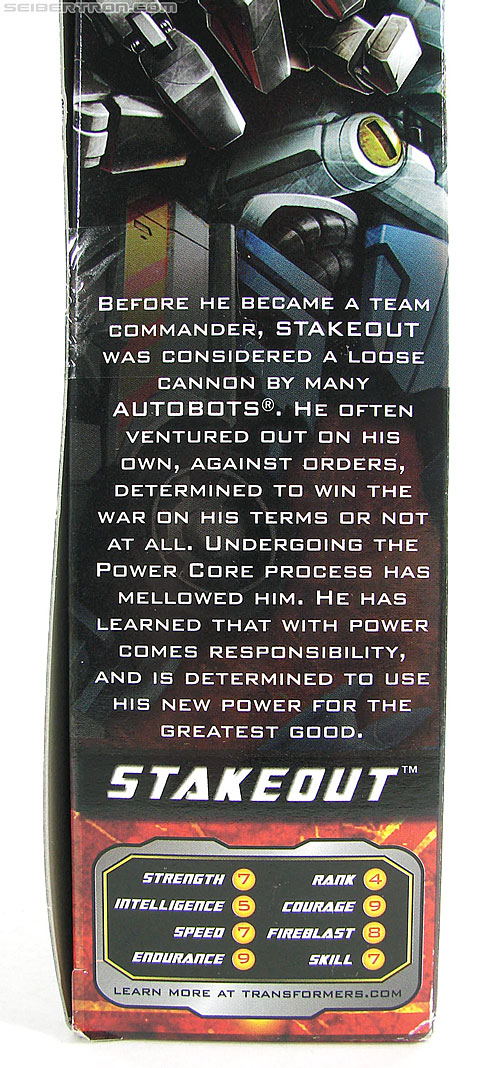 SEIBERTRON.COM
BEFORE HE BECAME A TEAM
COMMANDER, STAKEOUT
WAS CONSIDERED A LOOSE
CANNON BY MANY
AUTOBOTS®. HE OFTEN
VENTURED OUT ON HIS
OWN, AGAINST ORDERS,
DETERMINED TO WIN THE
WAR ON HIS TERMS OR NOT
AT ALL. UNDERGOING THE
POWER CORE PROCESS HAS
MELLOWED HIM. HE HAS
LEARNED THAT WITH POWER
COMES RESPONSIBILITY,
AND IS DETERMINED TO USE
HIS NEW POWER FOR THE
GREATEST GOOD.
STAKEOUT™
STRENGTH 7 RANK 4
INTELLIGENCE 5 COURAGE 9
SPEED 7 FIREBLAST 8
ENDURANCE 9 SKILL 7
LEARN MORE AT TRANSFORMERS.COM